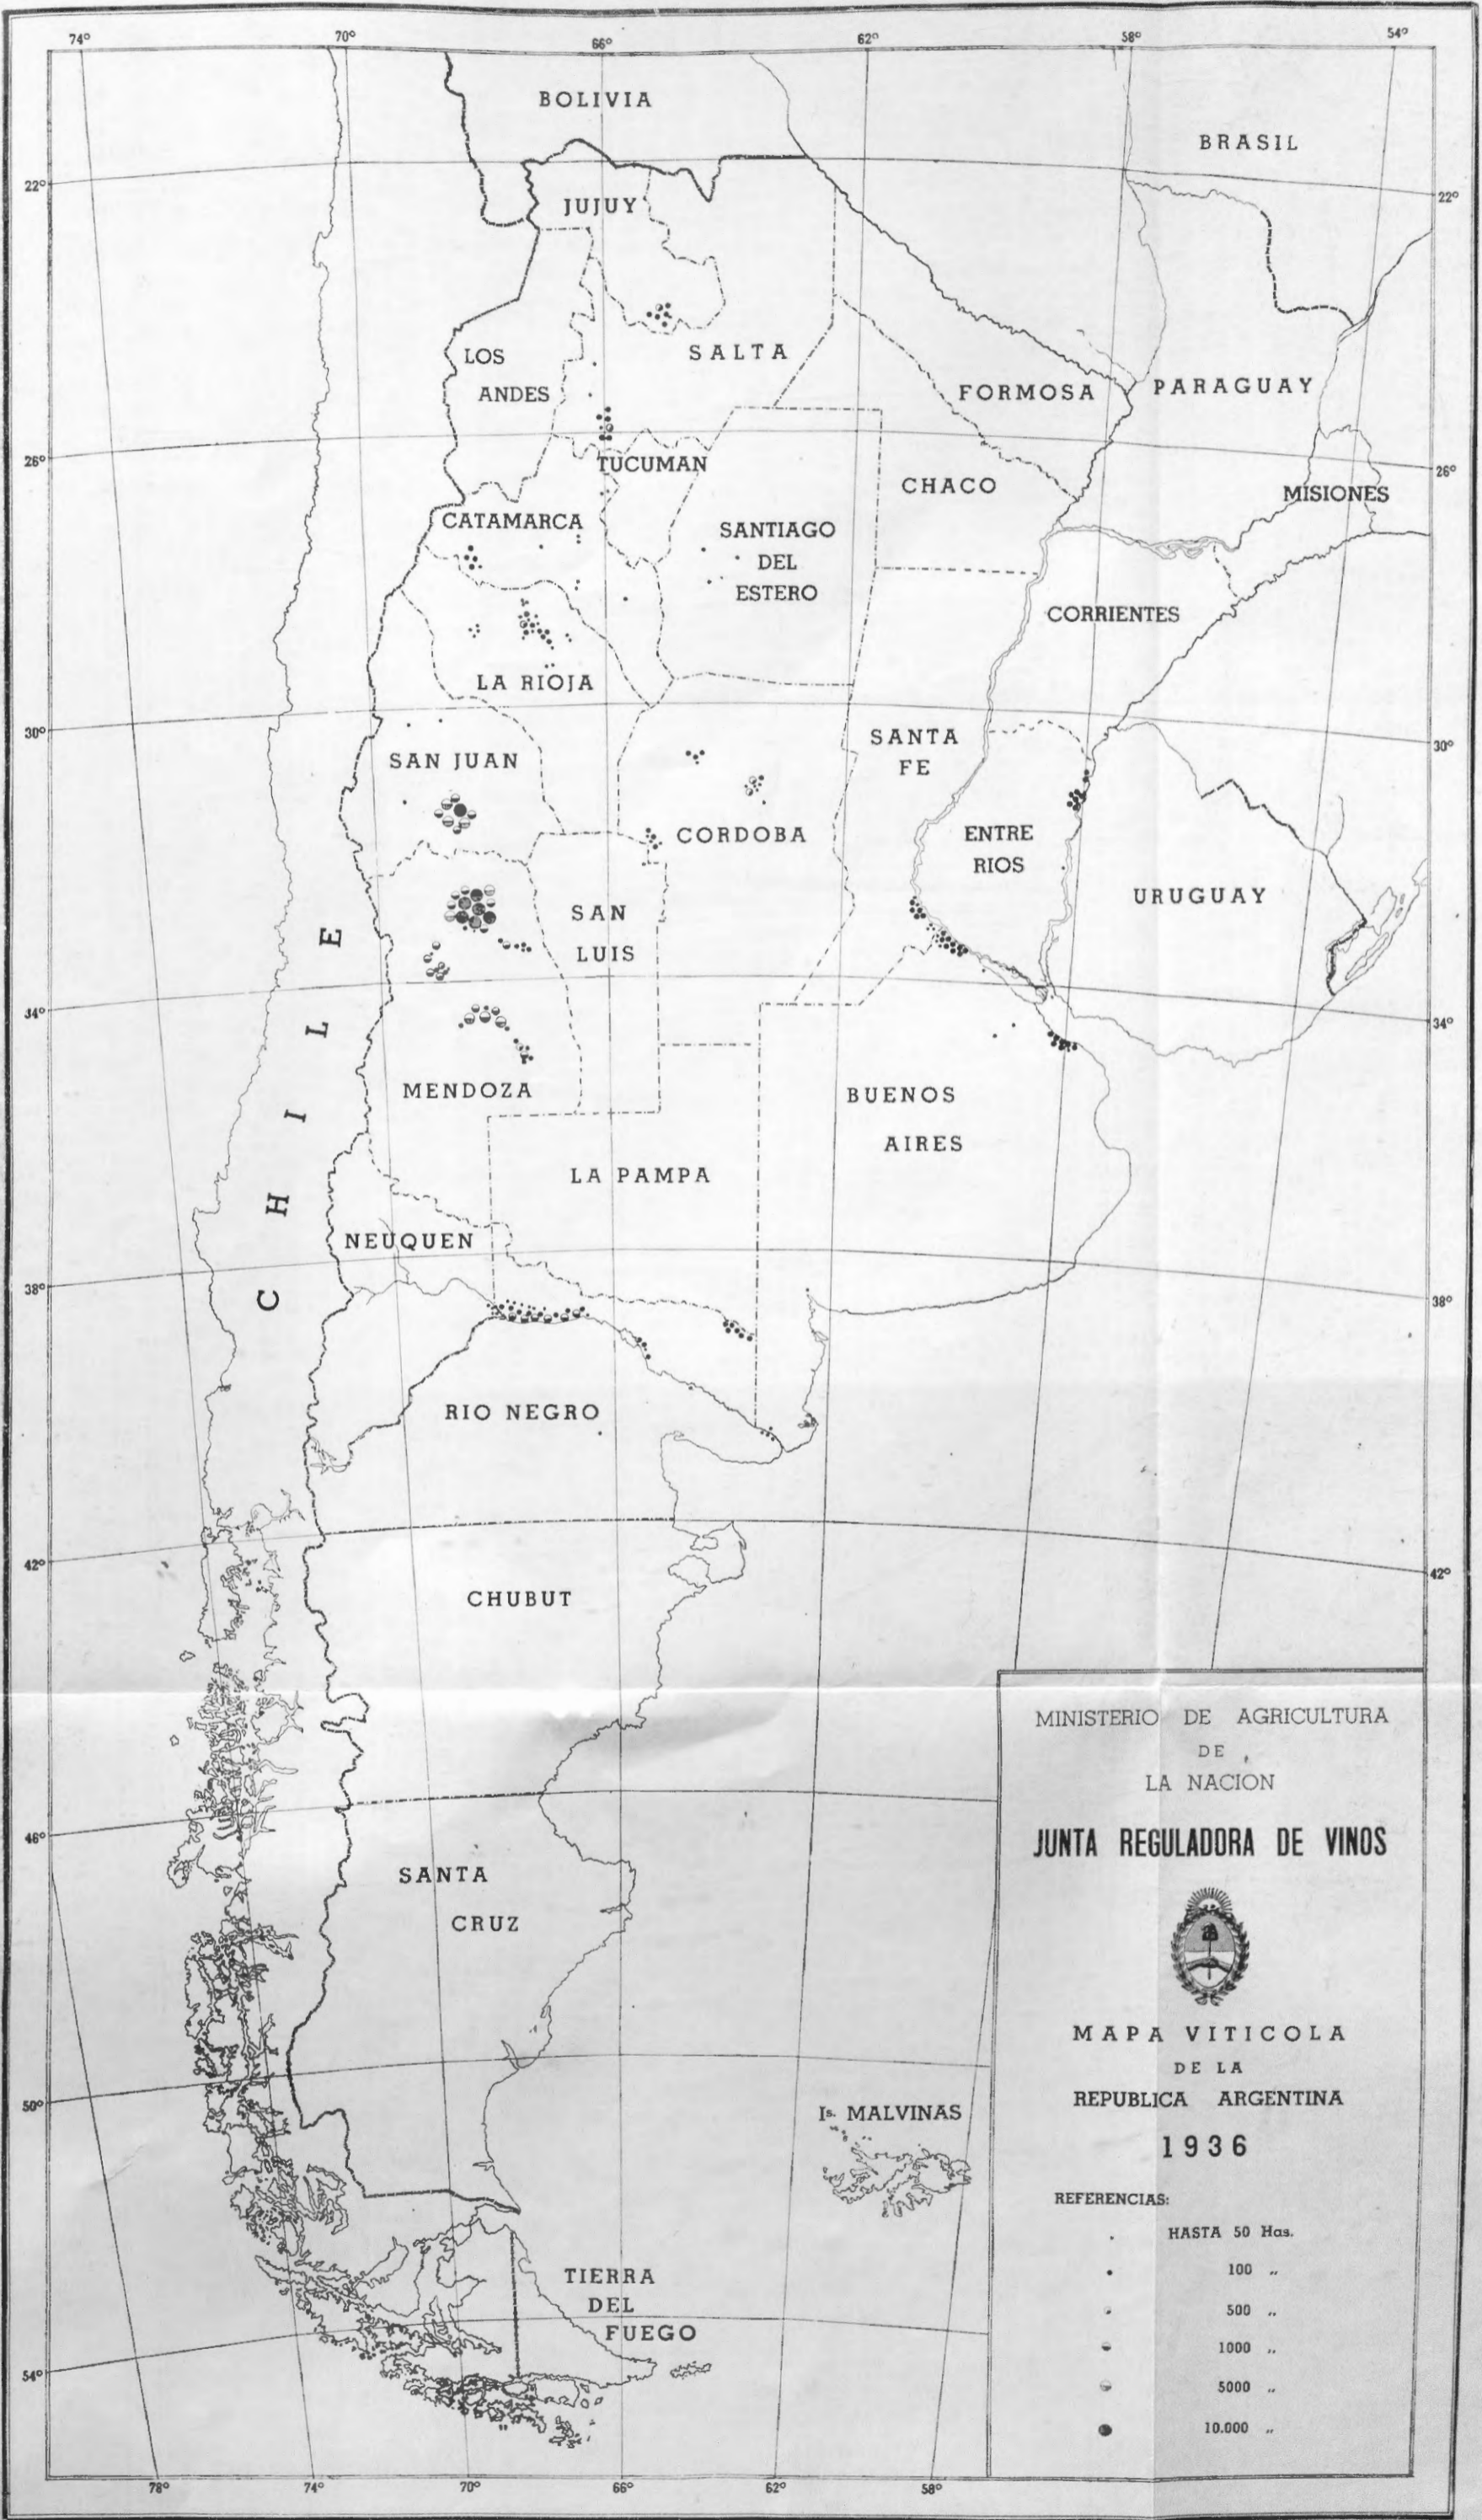 74° 70° 66° 62° 58° 54°
BOLIVIA
BRASIL
22° 22°
JUJUY
LOS
ANDES
SALTA
FORMOSA
PARAGUAY
26° 26°
TUCUMAN
CHACO
MISIONES
CATAMARCA
SANTIAGO
DEL
ESTERO
CORRIENTES
LA RIOJA
30° 30°
SAN JUAN
SANTA
FE
CORDOBA
ENTRE
RIOS
URUGUAY
SAN
LUIS
CHILE
34° 34°
MENDOZA
BUENOS
AIRES
LA PAMPA
NEUQUEN
38° 38°
RIO NEGRO
42° 42°
CHUBUT
46°
SANTA
CRUZ
50°
Is. MALVINAS
TIERRA
DEL
FUEGO
54°
78° 74° 70° 66° 62° 58°
MINISTERIO DE AGRICULTURA
DE
LA NACION
JUNTA REGULADORA DE VINOS
MAPA VITICOLA
DE LA
REPUBLICA ARGENTINA
1936
REFERENCIAS:
HASTA 50 Has.
100 „
500 „
1000 „
5000 „
10.000 „